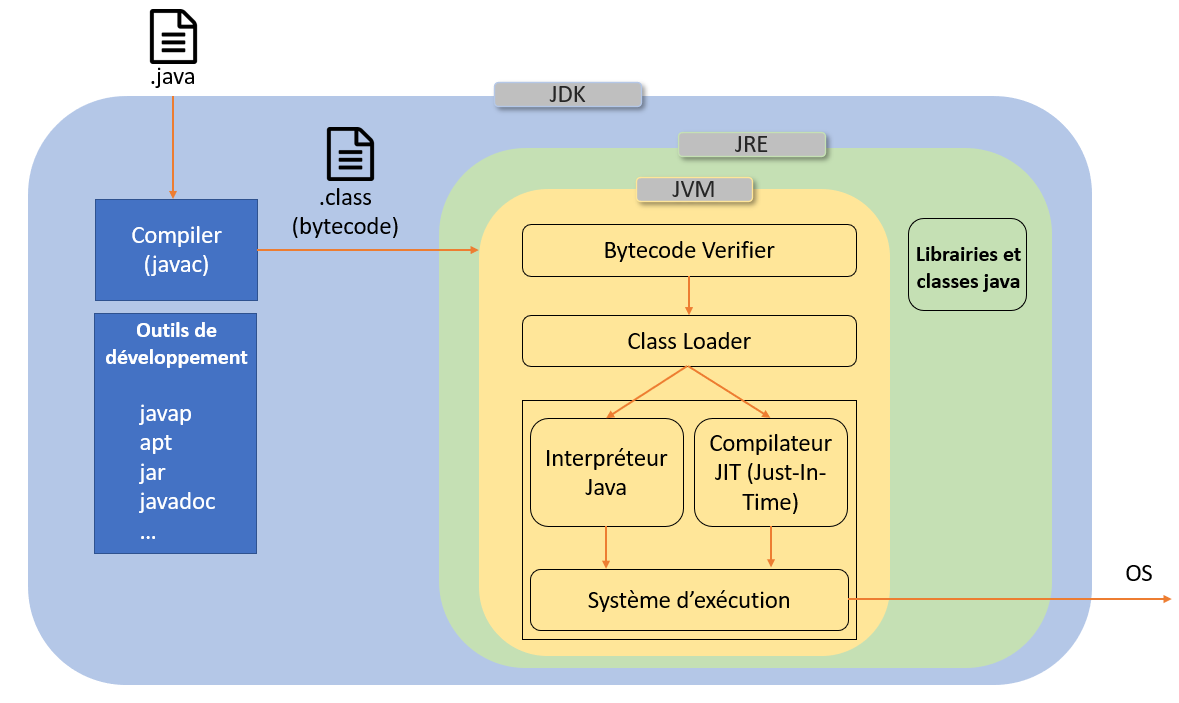 .java
JDK
JRE
JVM
.class
(bytecode)
Compiler
(javac)
Bytecode Verifier
Librairies et
classes java
Outils de
développement
javap
apt
jar
javadoc
...
Class Loader
Interpréteur
Java
Compilateur
JIT (Just-In-
Time)
Système d’exécution
OS